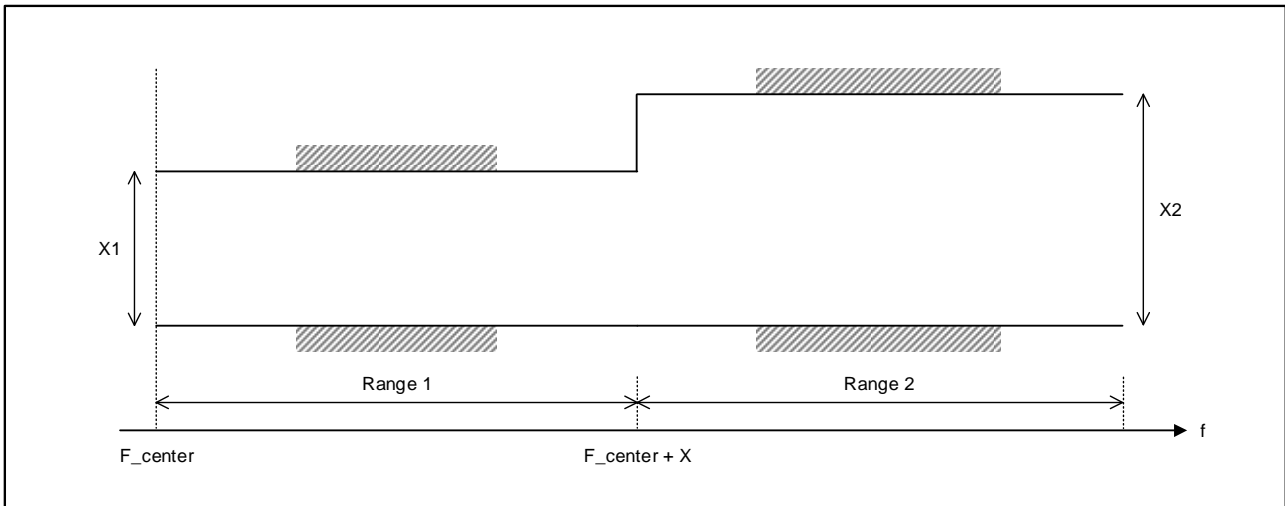 X1
X2
Range 1
Range 2
f
F_center
F_center + X